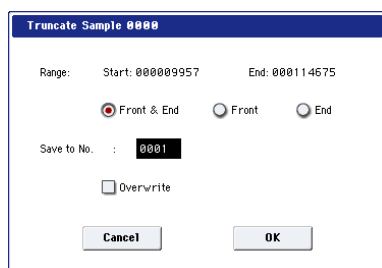 Truncate Sample 0000
Range: Start: 000009957 End: 000114675
Front & End Front End
Save to No. : 0001
Overwrite
Cancel OK